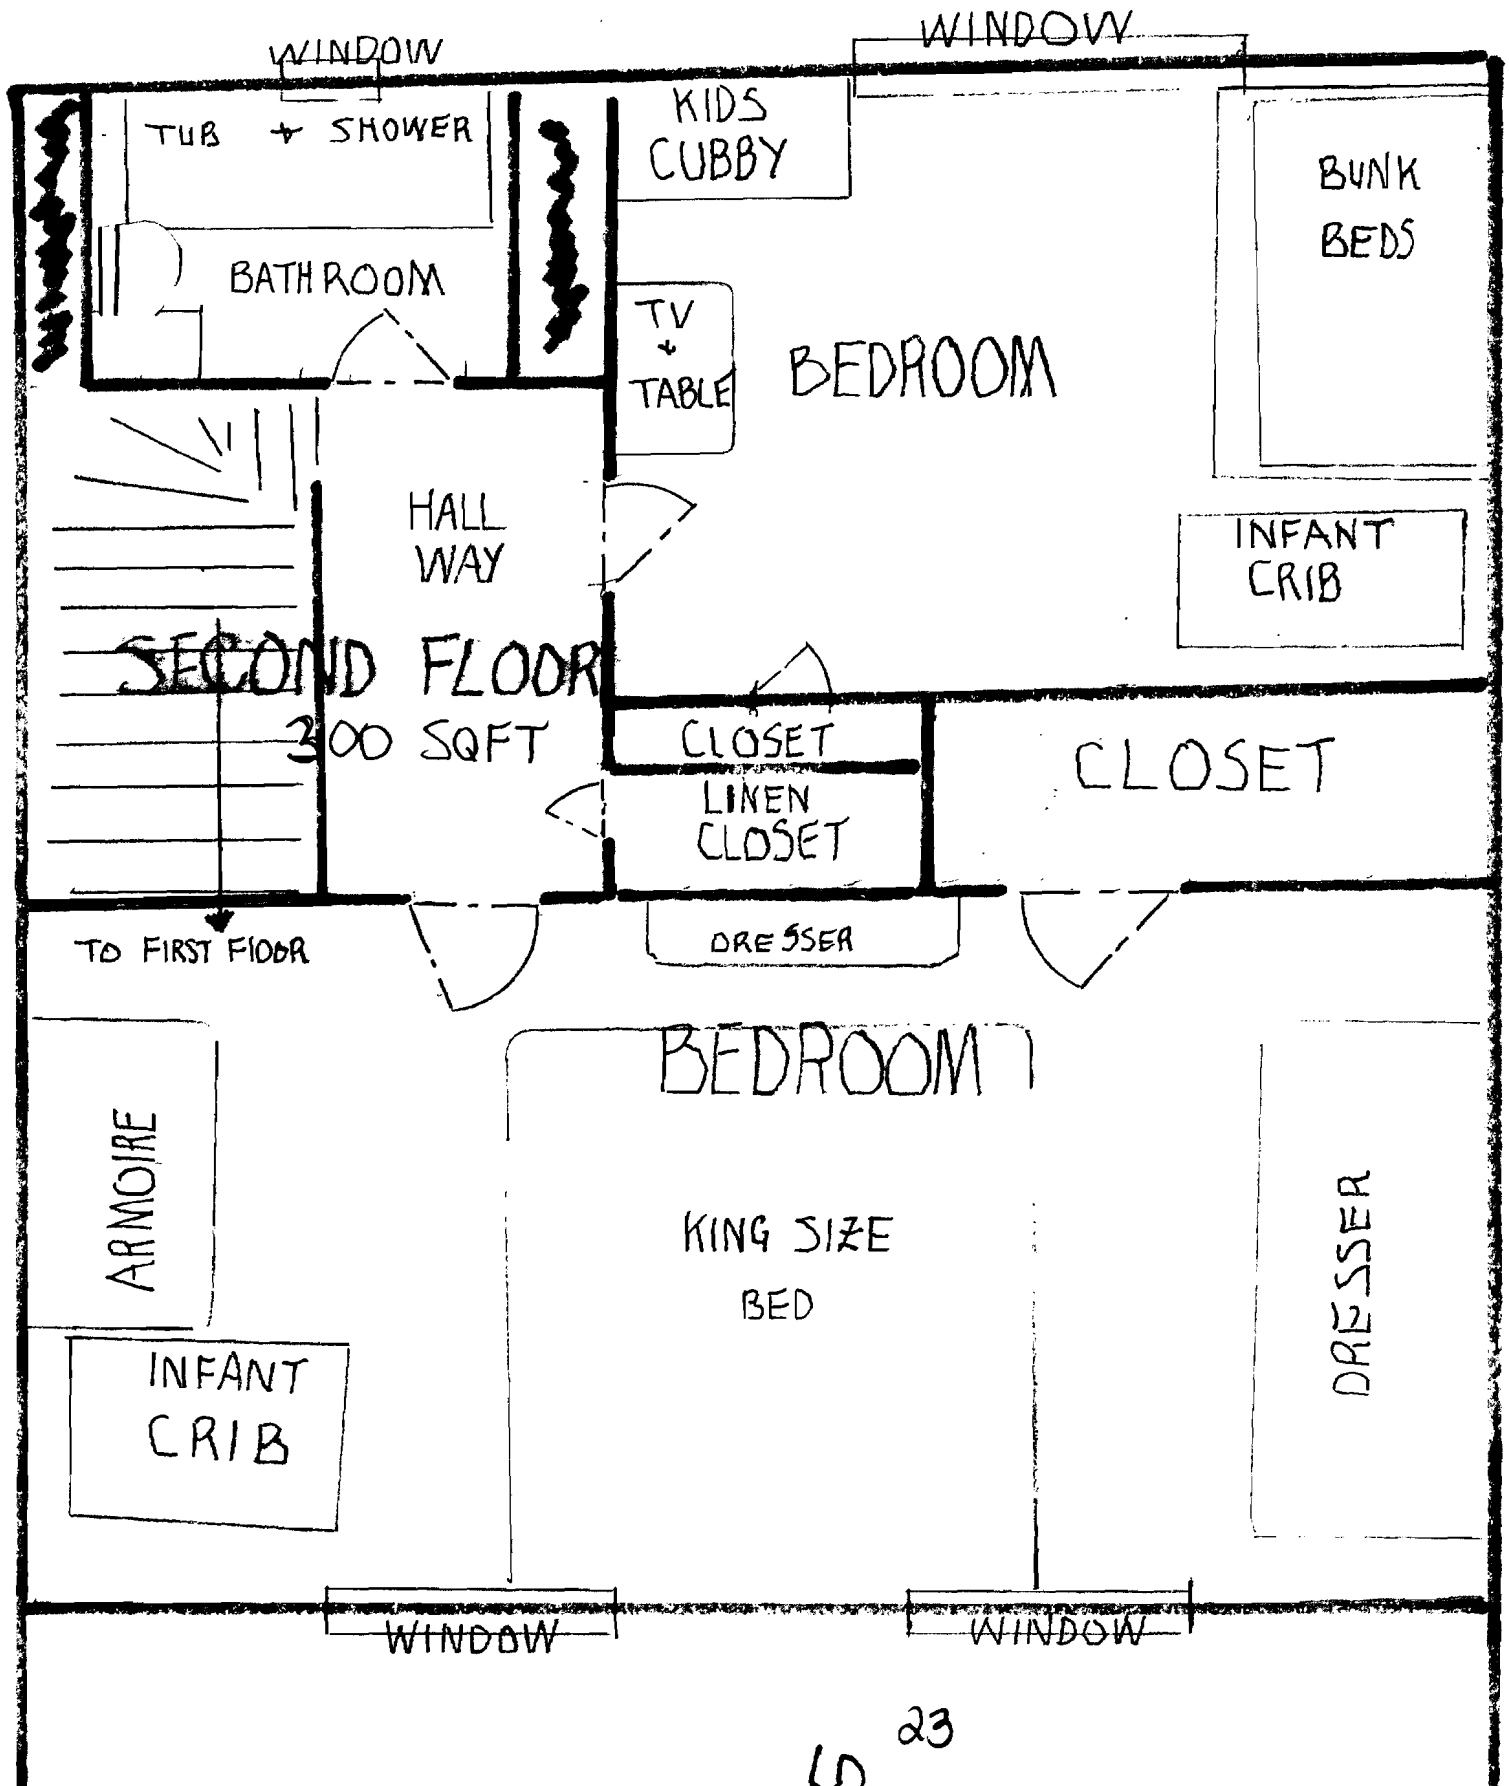 WINDOW
WINDOW
TUB + SHOWER
KIDS
CUBBY
BUNK
BEDS
BATHROOM
TV
+
TABLE
BEDROOM
HALL
WAY
INFANT
CRIB
SECOND FLOOR
300 SQFT
CLOSET
LINEN
CLOSET
CLOSET
TO FIRST FlOOR
DRESSER
BEDROOM
ARMOIRE
KING SIZE
BED
DRESSER
INFANT
CRIB
WINDOW
WINDOW
23